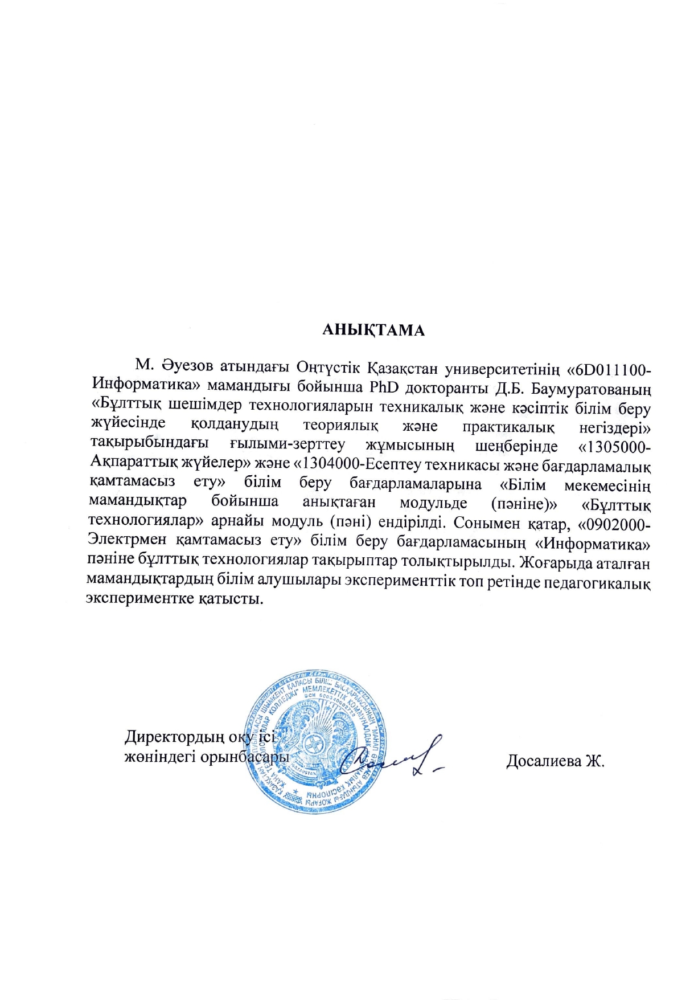 АНЫҚТАМА
М. Әуезов атындағы Оңтүстік Қазақстан университетінің «6D011100-
Информатика» мамандығы бойынша PhD докторанты Д.Б. Баумуратованың
«Бұлттық шешімдер технологияларын техникалық және кәсіптік білім беру
жүйесінде қолданудың теориялық және практикалық негіздері»
тақырыбындағы ғылыми-зерттеу жұмысының шеңберінде «1305000-
Ақпараттық жүйелер» және «1304000-Есептеу техникасы және бағдарламалық
қамтамасыз ету» білім беру бағдарламаларына «Білім мекемесінің
мамандықтар бойынша анықтаған модульде (пәніне)» «Бұлттық
технологиялар» арнайы модуль (пәні) ендірілді. Сонымен қатар, «0902000-
Электрмен қамтамасыз ету» білім беру бағдарламасының «Информатика»
пәніне бұлттық технологиялар тақырыптар толықтырылды. Жоғарыда аталған
мамандықтардың білім алушылары эксперименттік топ ретінде педагогикалық
экспериментке қатысты.
Директордың оқу ісі
жөніндегі орынбасары
Досалиева Ж.